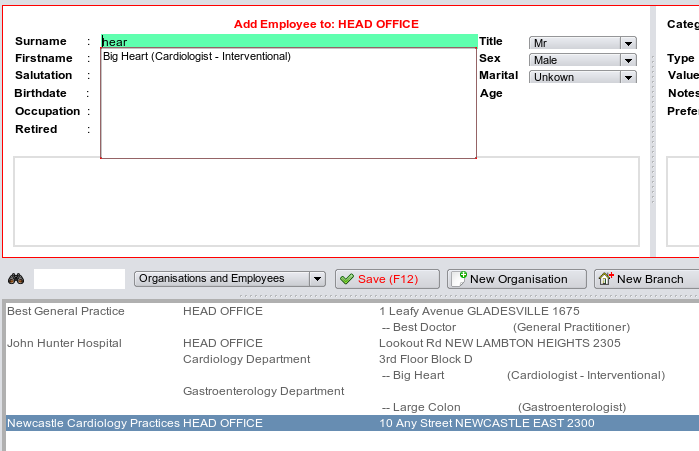 Add Employee to: HEAD OFFICE
Categ
Surname : hear Title Mr
Firstname : Big Heart (Cardiologist - Interventional) Sex Male Type
Salutation : Marital Unkown Value
Birthdate : Age Notes
Occupation : Prefe
Retired :
Organisations and Employees Save (F12) New Organisation New Branch
Best General Practice HEAD OFFICE 1 Leafy Avenue GLADESVILLE 1675
-- Best Doctor (General Practitioner)
John Hunter Hospital HEAD OFFICE Lookout Rd NEW LAMBTON HEIGHTS 2305
Cardiology Department 3rd Floor Block D
-- Big Heart (Cardiologist - Interventional)
Gastroenterology Department
-- Large Colon (Gastroenterologist)
Newcastle Cardiology Practices HEAD OFFICE 10 Any Street NEWCASTLE EAST 2300